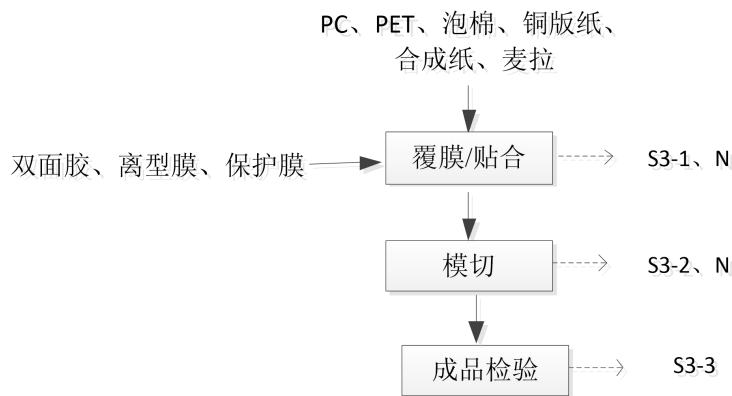 PC、PET、泡棉、铜版纸、
合成纸、麦拉
双面胶、离型膜、保护膜
覆膜/贴合
S3-1、N
模切
S3-2、N
成品检验
S3-3